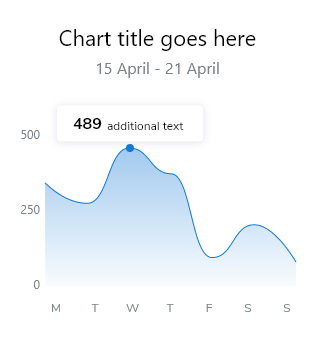 Chart title goes here
15 April - 21 April
489 additional text
500
250
0
M T W T F S S